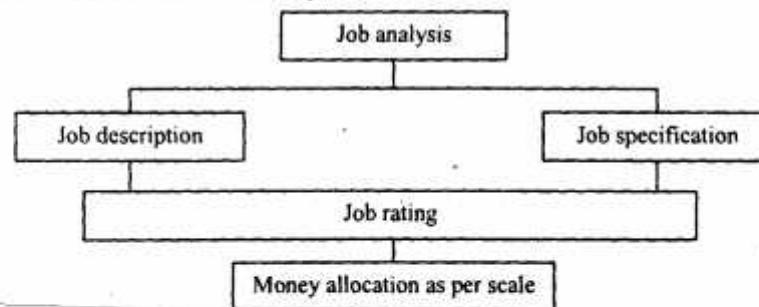 Job analysis
Job description
Job specification
Job rating
Money allocation as per scale